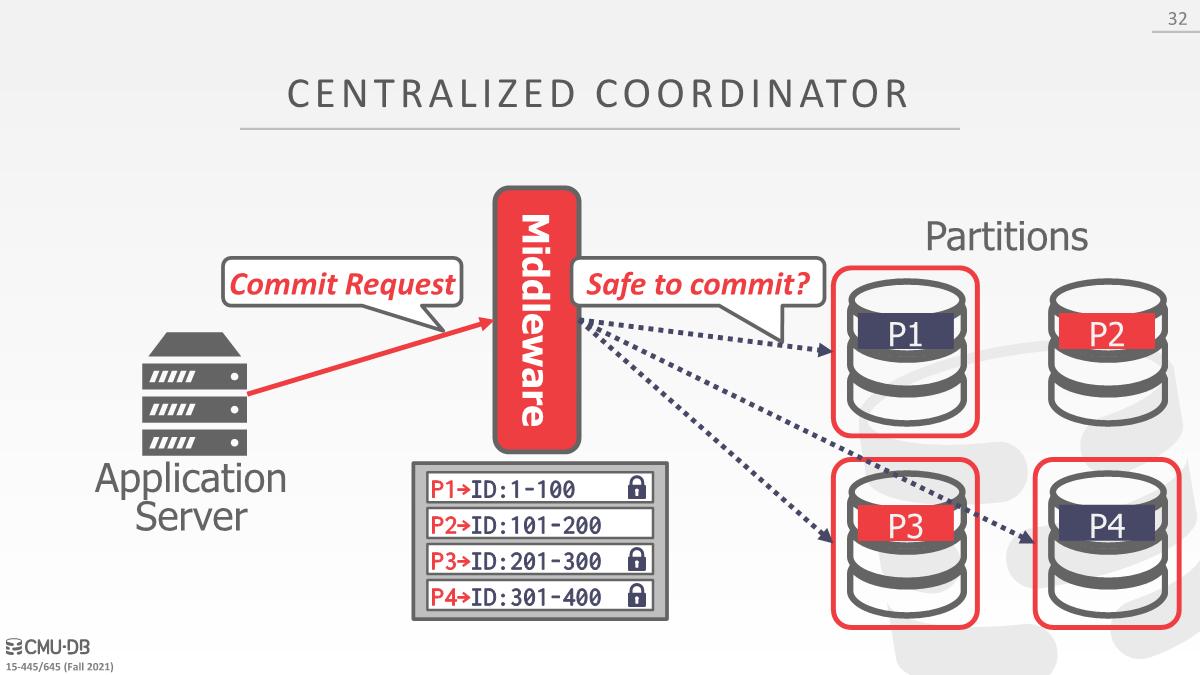 32
CENTRALIZED COORDINATOR
Partitions
Commit Request
Middleware
Safe to commit?
P1
P2
Application
Server
P1→ID:1-100
P2→ID:101-200
P3→ID:201-300
P4→ID:301-400
P3
P4
CMU·DB
15-445/645 (Fall 2021)